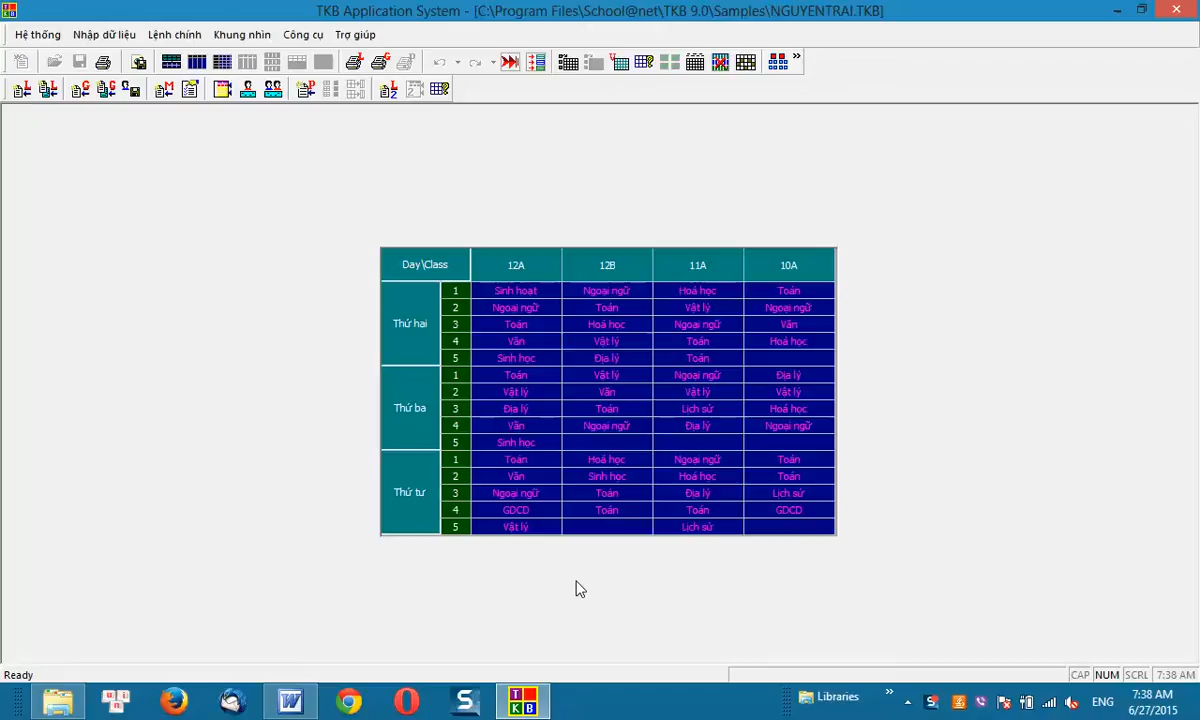 TKB Application System - [C:\Program Files\School@net\TKB 9.0\Samples\NGUYENTRAI.TKB]
Hệ thống Nhập dữ liệu Lệnh chính Khung nhìn Công cụ Trợ giúp
Day\Class 12A 12B 11A 10A
Thứ hai
1 Sinh hoạt Ngoại ngữ Hoá học Toán
2 Ngoại ngữ Toán Vật lý Ngoại ngữ
3 Toán Hoá học Ngoại ngữ Văn
4 Văn Vật lý Toán Hoá học
5 Sinh học Địa lý Toán
Thứ ba
1 Toán Vật lý Ngoại ngữ Địa lý
2 Vật lý Văn Vật lý Vật lý
3 Địa lý Toán Lịch sử Hoá học
4 Văn Ngoại ngữ Địa lý Ngoại ngữ
5 Sinh học
Thứ tư
1 Toán Hoá học Ngoại ngữ Toán
2 Văn Sinh học Hoá học Toán
3 Ngoại ngữ Toán Địa lý Lịch sử
4 GDCD Toán Toán GDCD
5 Vật lý Lịch sử
Ready CAP NUM SCRL 7:38 AM
T K B Libraries ENG 7:38 AM
6/27/2015